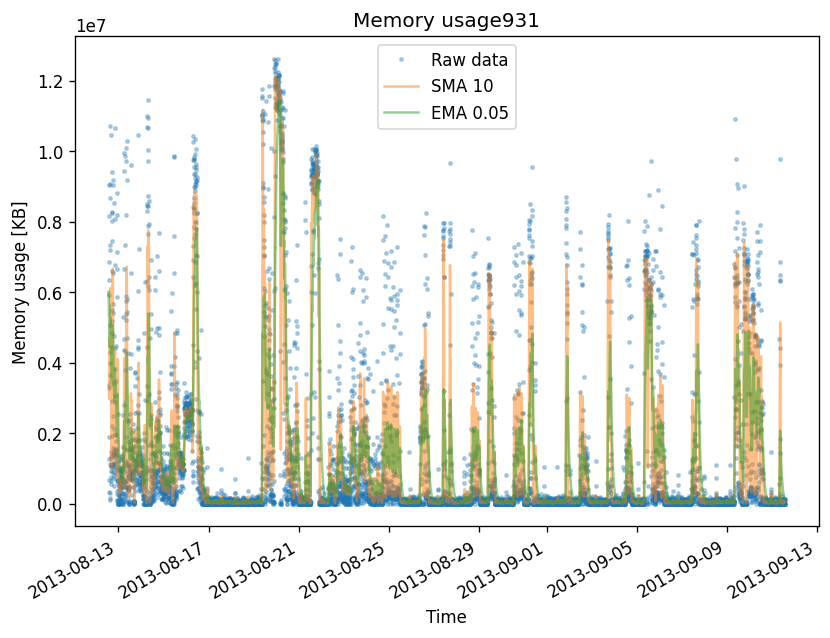 Memory usage931
1e7
Raw data
SMA 10
EMA 0.05
1.2
1.0
0.8
0.6
0.4
0.2
0.0
Memory usage [KB]
2013-08-13
2013-08-17
2013-08-21
2013-08-25
2013-08-29
2013-09-01
2013-09-05
2013-09-09
2013-09-13
Time